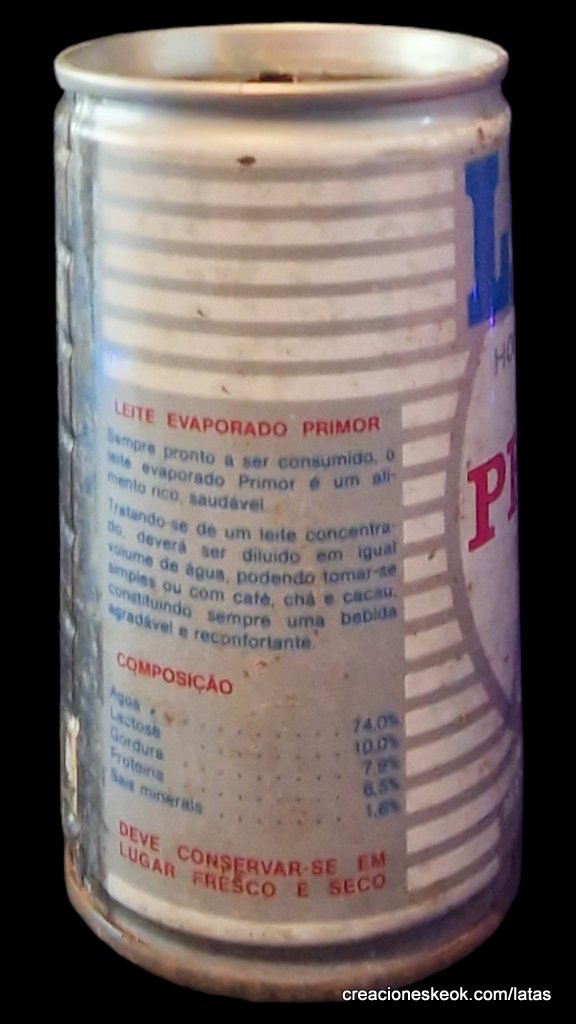 L
HO
P
LEITE EVAPORADO PRIMOR
Sempre pronto a ser consumido, o
leite evaporado Primor é um ali-
mento rico, saudável.
Tratando-se de um leite concentra-
do, deverá ser diluído em igual
volume de água, podendo tomar-se
simples ou com café, chá e cacau,
constituindo sempre uma bebida
agradável e reconfortante.
COMPOSIÇÃO
Água . . . . . . . . . . 74,0%
Lactose . . . . . . . . 10,0%
Gordura . . . . . . . . 7,9%
Proteína . . . . . . . . 6,5%
Sais minerais . . . . . . 1,6%
DEVE CONSERVAR-SE EM
LUGAR FRESCO E SECO
creacioneskeok.com/latas